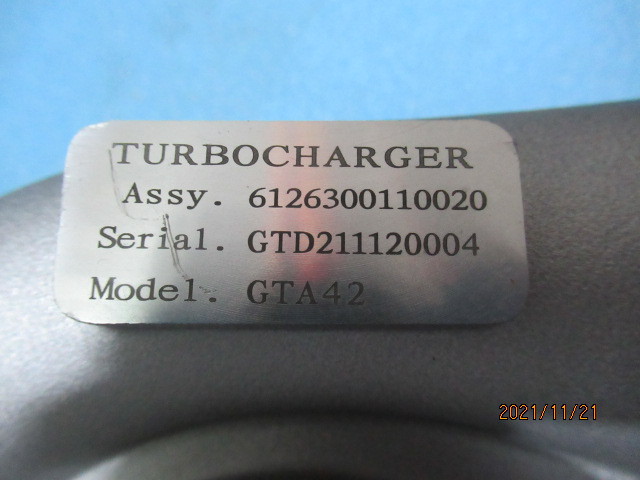 TURBOCHARGER
Assy. 6126300110020
Serial. GTD211120004
Model. GTA42
2021/11/21